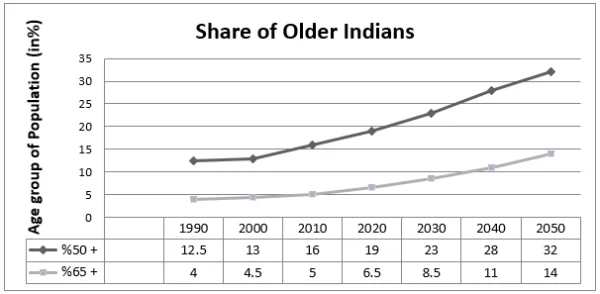 Share of Older Indians
Age group of Population (in%)
35
30
25
20
15
10
5
0
1990 2000 2010 2020 2030 2040 2050
%50 + 12.5 13 16 19 23 28 32
%65 + 4 4.5 5 6.5 8.5 11 14